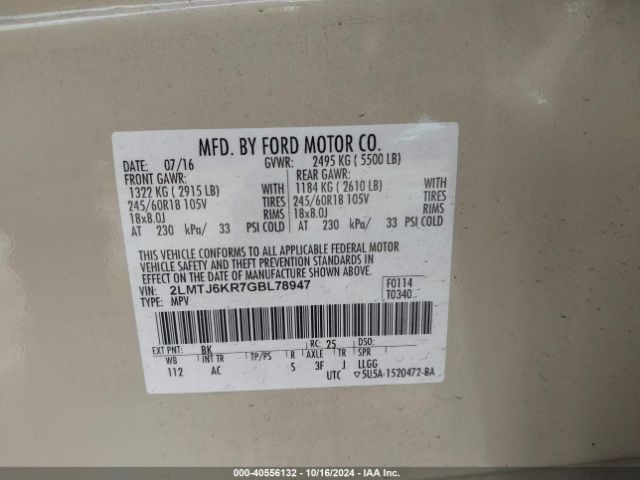 MFD. BY FORD MOTOR CO.
DATE: 07/16 GVWR: 2495 KG ( 5500 LB)
FRONT GAWR: REAR GAWR:
1322 KG ( 2915 LB) WITH 1184 KG ( 2610 LB) WITH
245/60R18 105V TIRES 245/60R18 105V TIRES
18x8.0J RIMS 18x8.0J RIMS
AT 230 kPa/ 33 PSI COLD AT 230 kPa/ 33 PSI COLD
THIS VEHICLE CONFORMS TO ALL APPLICABLE FEDERAL MOTOR
VEHICLE SAFETY AND THEFT PREVENTION STANDARDS IN
EFFECT ON THE DATE OF MANUFACTURE SHOWN ABOVE.
VIN: 2LMTJ6KR7GBL78947 F0114
TYPE: MPV T0340
EXT PNT: BK RC: 25 DSO:
WB INT TR TP/PS R AXLE TR SPR
112 AC S 3F J LLGG
UTC ▽5U5A-1520472-BA
000-40556132 - 10/16/2024 - IAA Inc.